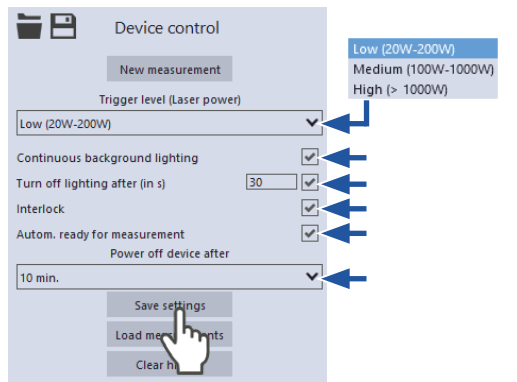 Device control
New measurement
Trigger level (Laser power)
Low (20W-200W)
Low (20W-200W)
Medium (100W-1000W)
High (> 1000W)
Continuous background lighting
Turn off lighting after (in s) 30
Interlock
Autom. ready for measurement
Power off device after
10 min.
Save settings
Load
Clear